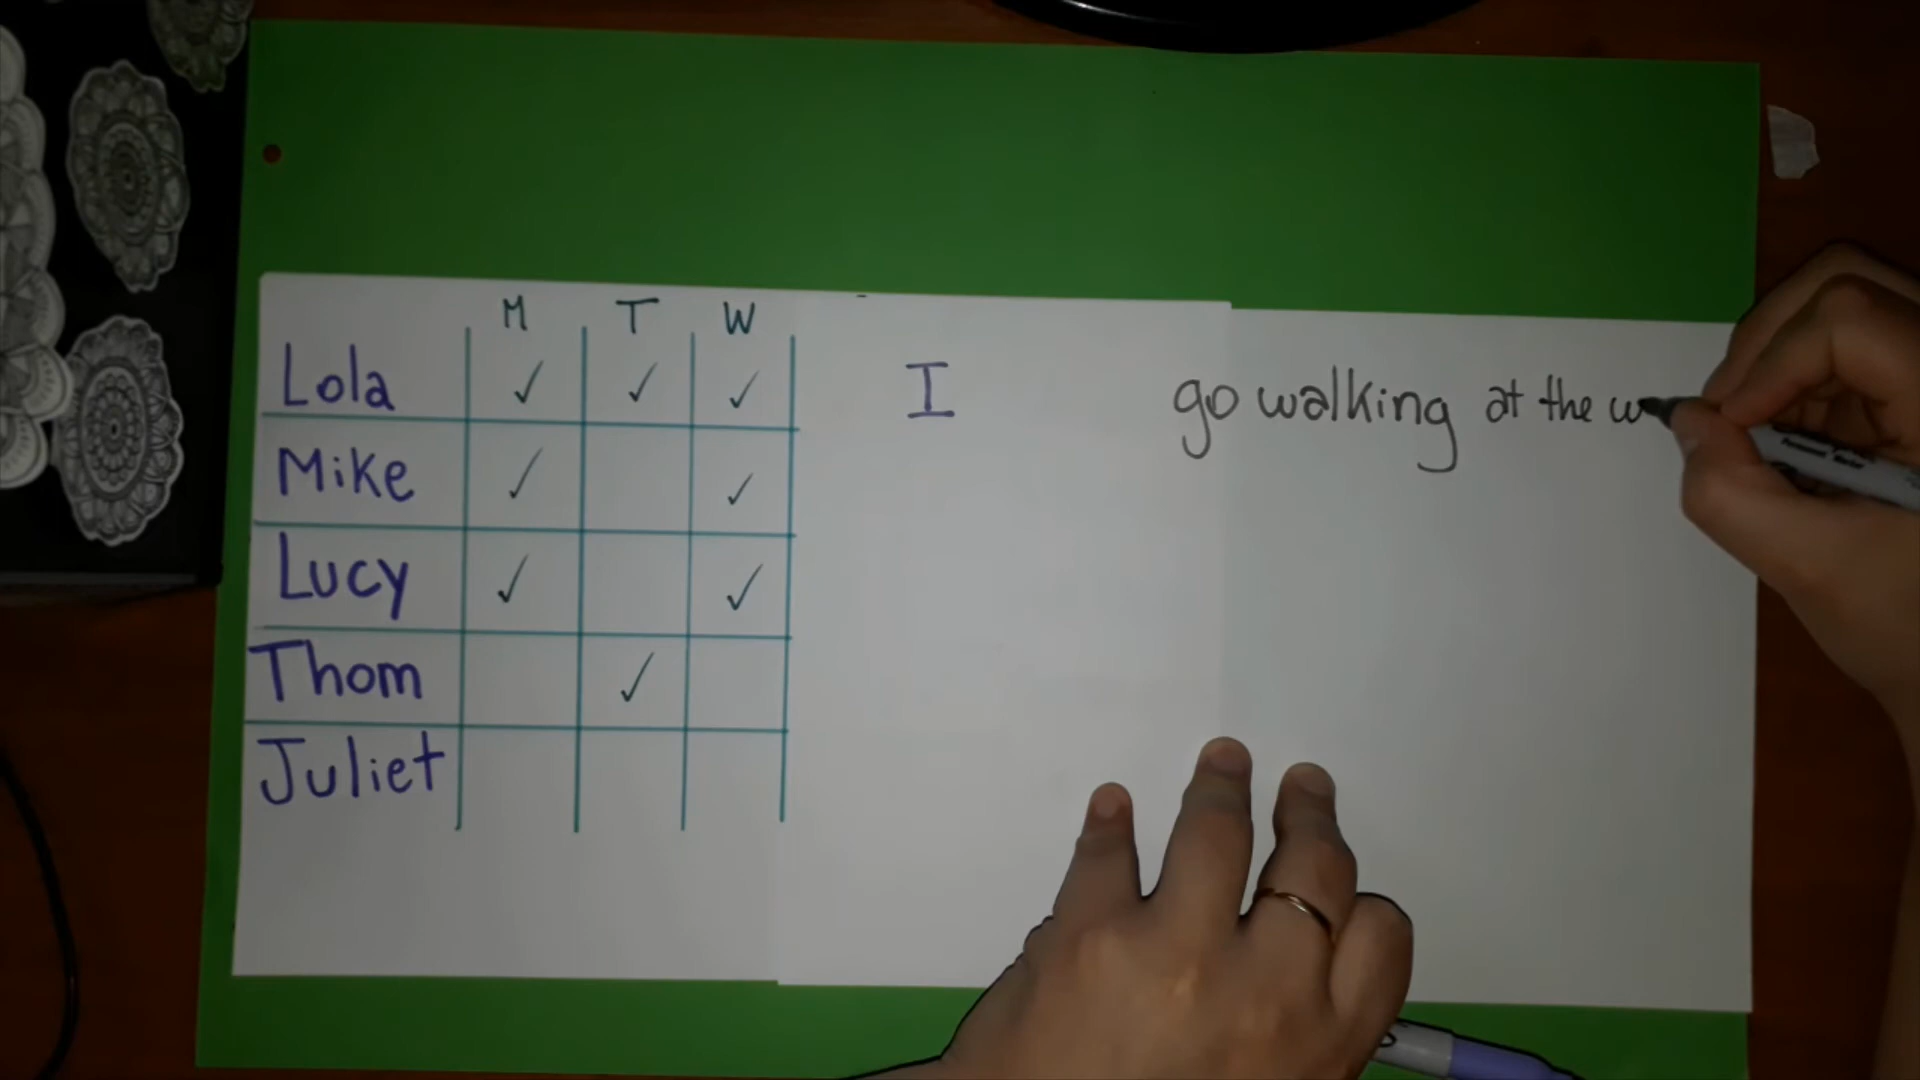 M T W
Lola ✓ ✓ ✓ I go walking at the w
Mike ✓ ✓
Lucy ✓ ✓
Thom ✓
Juliet